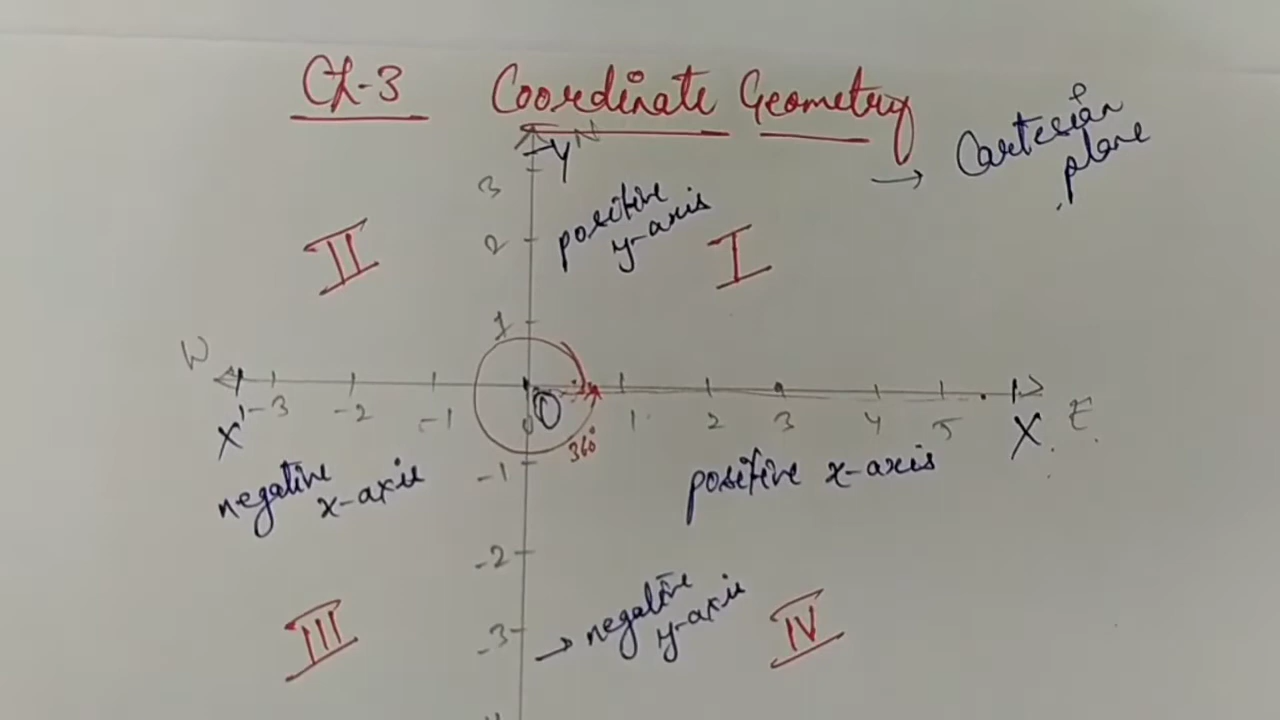 Ch-3 Coordinate Geometry
Cartesian
plane
N
Y
3
positive
y-axis
II
2
I
1
W
-3 -2 -1 0 1 2 3 4 5
X' O X E
360°
negative
x-axis
positive x-axis
-1
-2
negative
y-axis
-3
III
IV